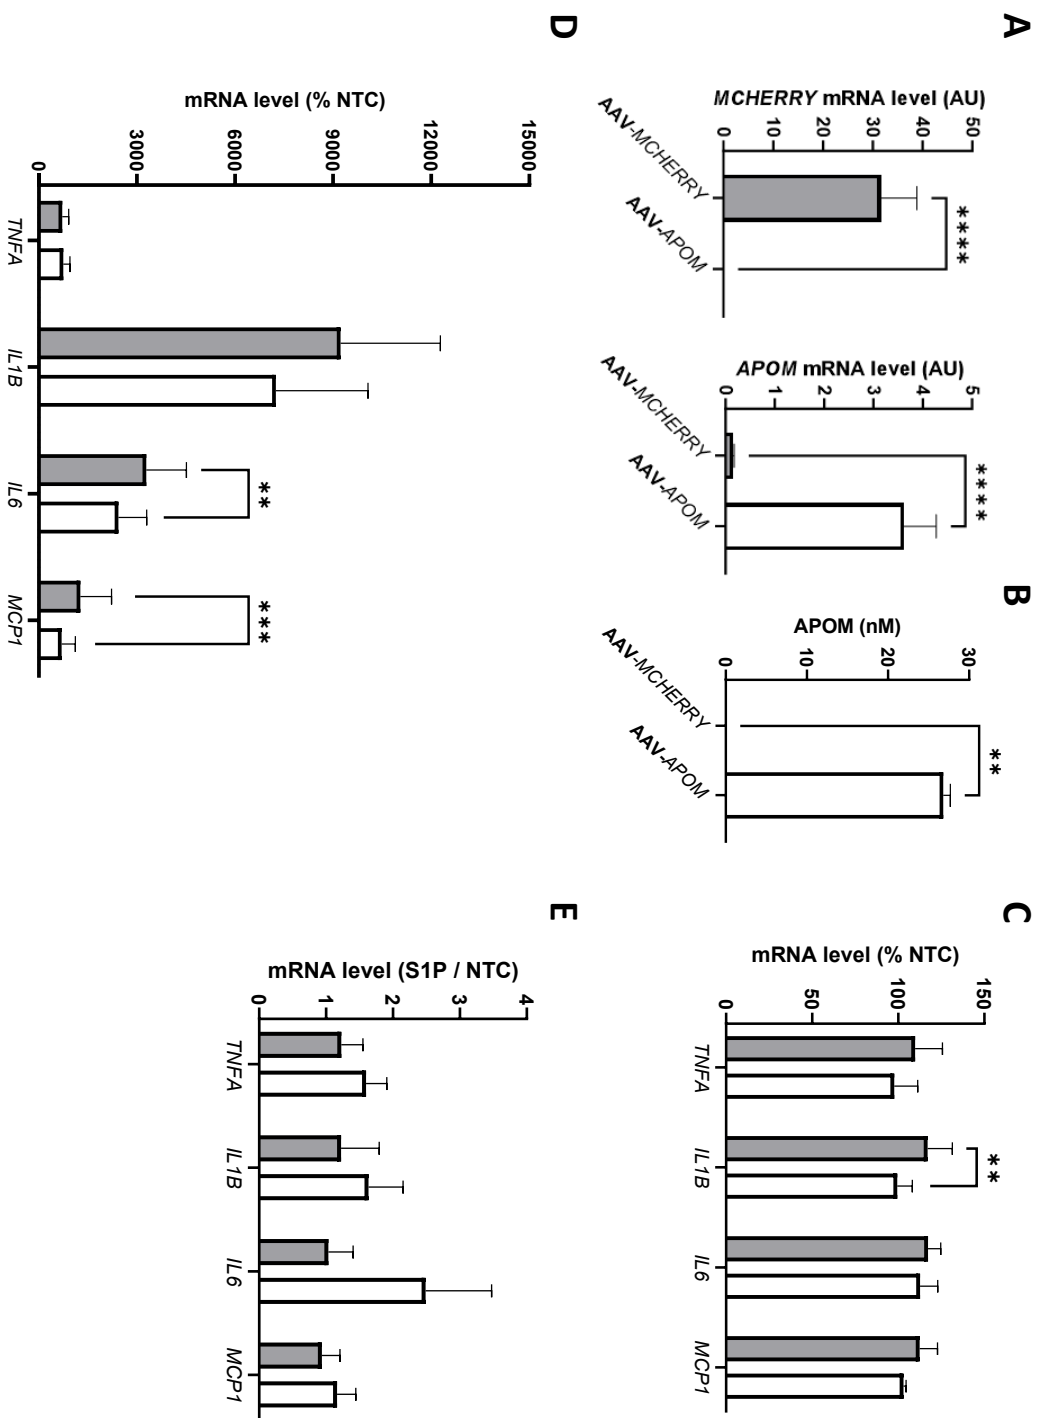 A
MCHERRY mRNA level (AU)
50
40
30
20
10
0
****
AAV-MCHERRY
AAV-APOM
APOM mRNA level (AU)
5
4
3
2
1
0
****
AAV-MCHERRY
AAV-APOM
B
APOM (nM)
30
20
10
0
**
AAV-MCHERRY
AAV-APOM
C
mRNA level (% NTC)
150
100
50
0
**
TNFA
IL1B
IL6
MCP1
D
mRNA level (% NTC)
15000
12000
9000
6000
3000
0
**
***
TNFA
IL1B
IL6
MCP1
E
mRNA level (S1P / NTC)
4
3
2
1
0
TNFA
IL1B
IL6
MCP1